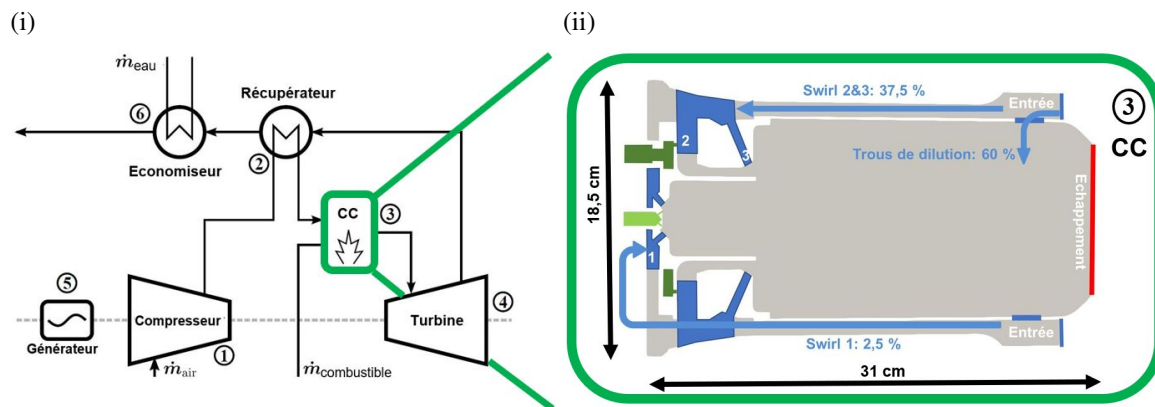 (i)
ṁeau
⑥
Récupérateur
Economiseur
②
CC
③
⑤
Compresseur
Turbine
④
Générateur
①
ṁair
ṁcombustible
(ii)
Swirl 2&3: 37,5 %
Entrée
③
CC
2
3
Trous de dilution: 60 %
18,5 cm
1
Echappement
Entrée
Swirl 1: 2,5 %
31 cm